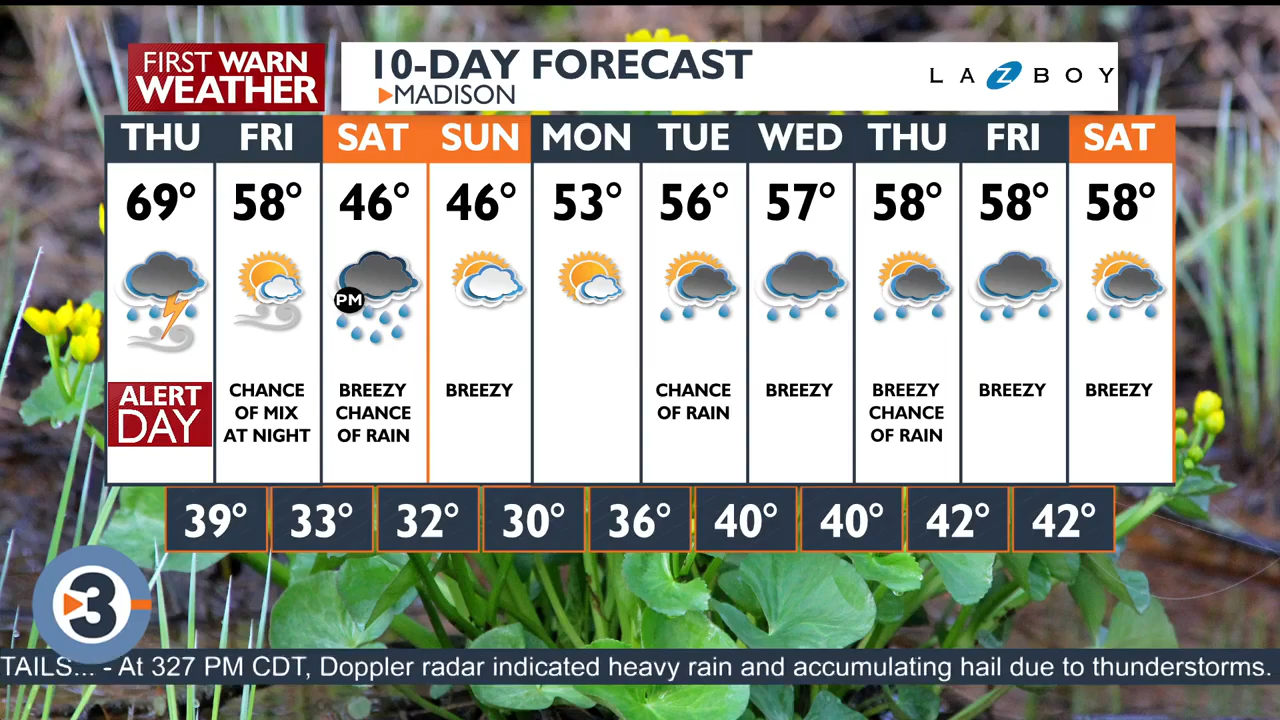 FIRST WARN
WEATHER
10-DAY FORECAST
MADISON
LA Z BOY
THU FRI SAT SUN MON TUE WED THU FRI SAT
69° 58° 46° 46° 53° 56° 57° 58° 58° 58°
PM
ALERT
DAY
CHANCE
OF MIX
AT NIGHT
BREEZY
CHANCE
OF RAIN
BREEZY
CHANCE
OF RAIN
BREEZY
BREEZY
CHANCE
OF RAIN
BREEZY
BREEZY
39° 33° 32° 30° 36° 40° 40° 42° 42°
3
TAILS... - At 327 PM CDT, Doppler radar indicated heavy rain and accumulating hail due to thunderstorms.